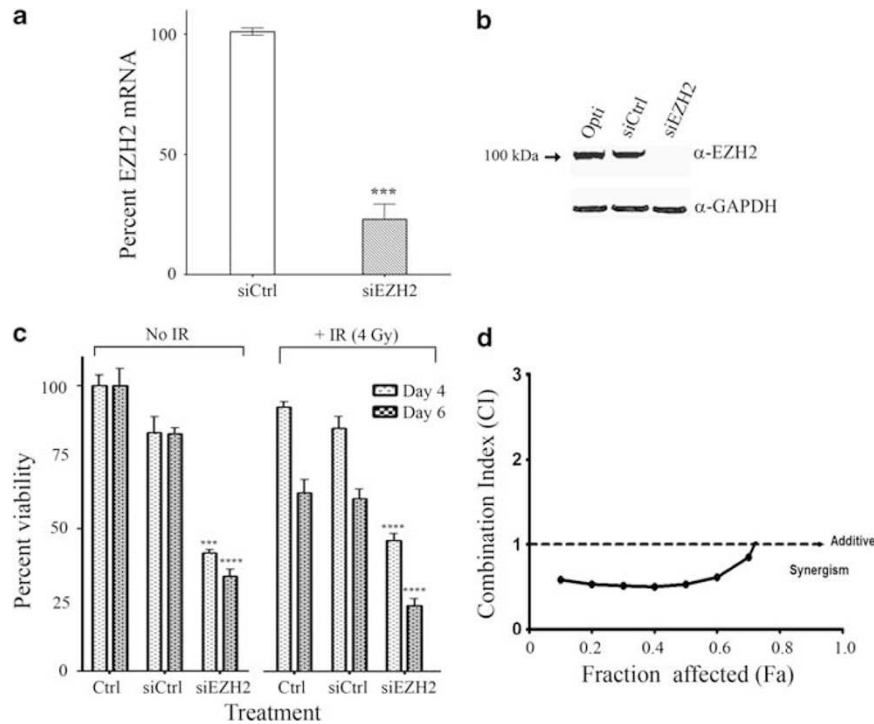 a
Percent EZH2 mRNA
100
50
0
***
siCtrl
siEZH2
b
Opti
siCtrl
siEZH2
100 kDa
α-EZH2
α-GAPDH
c
No IR
+ IR (4 Gy)
Day 4
Day 6
Percent viability
100
75
50
25
0
***
****
****
****
Ctrl
siCtrl
siEZH2
Ctrl
siCtrl
siEZH2
Treatment
d
Combination Index (CI)
3
2
1
0
Additive
Synergism
0
0.2
0.4
0.6
0.8
1.0
Fraction affected (Fa)